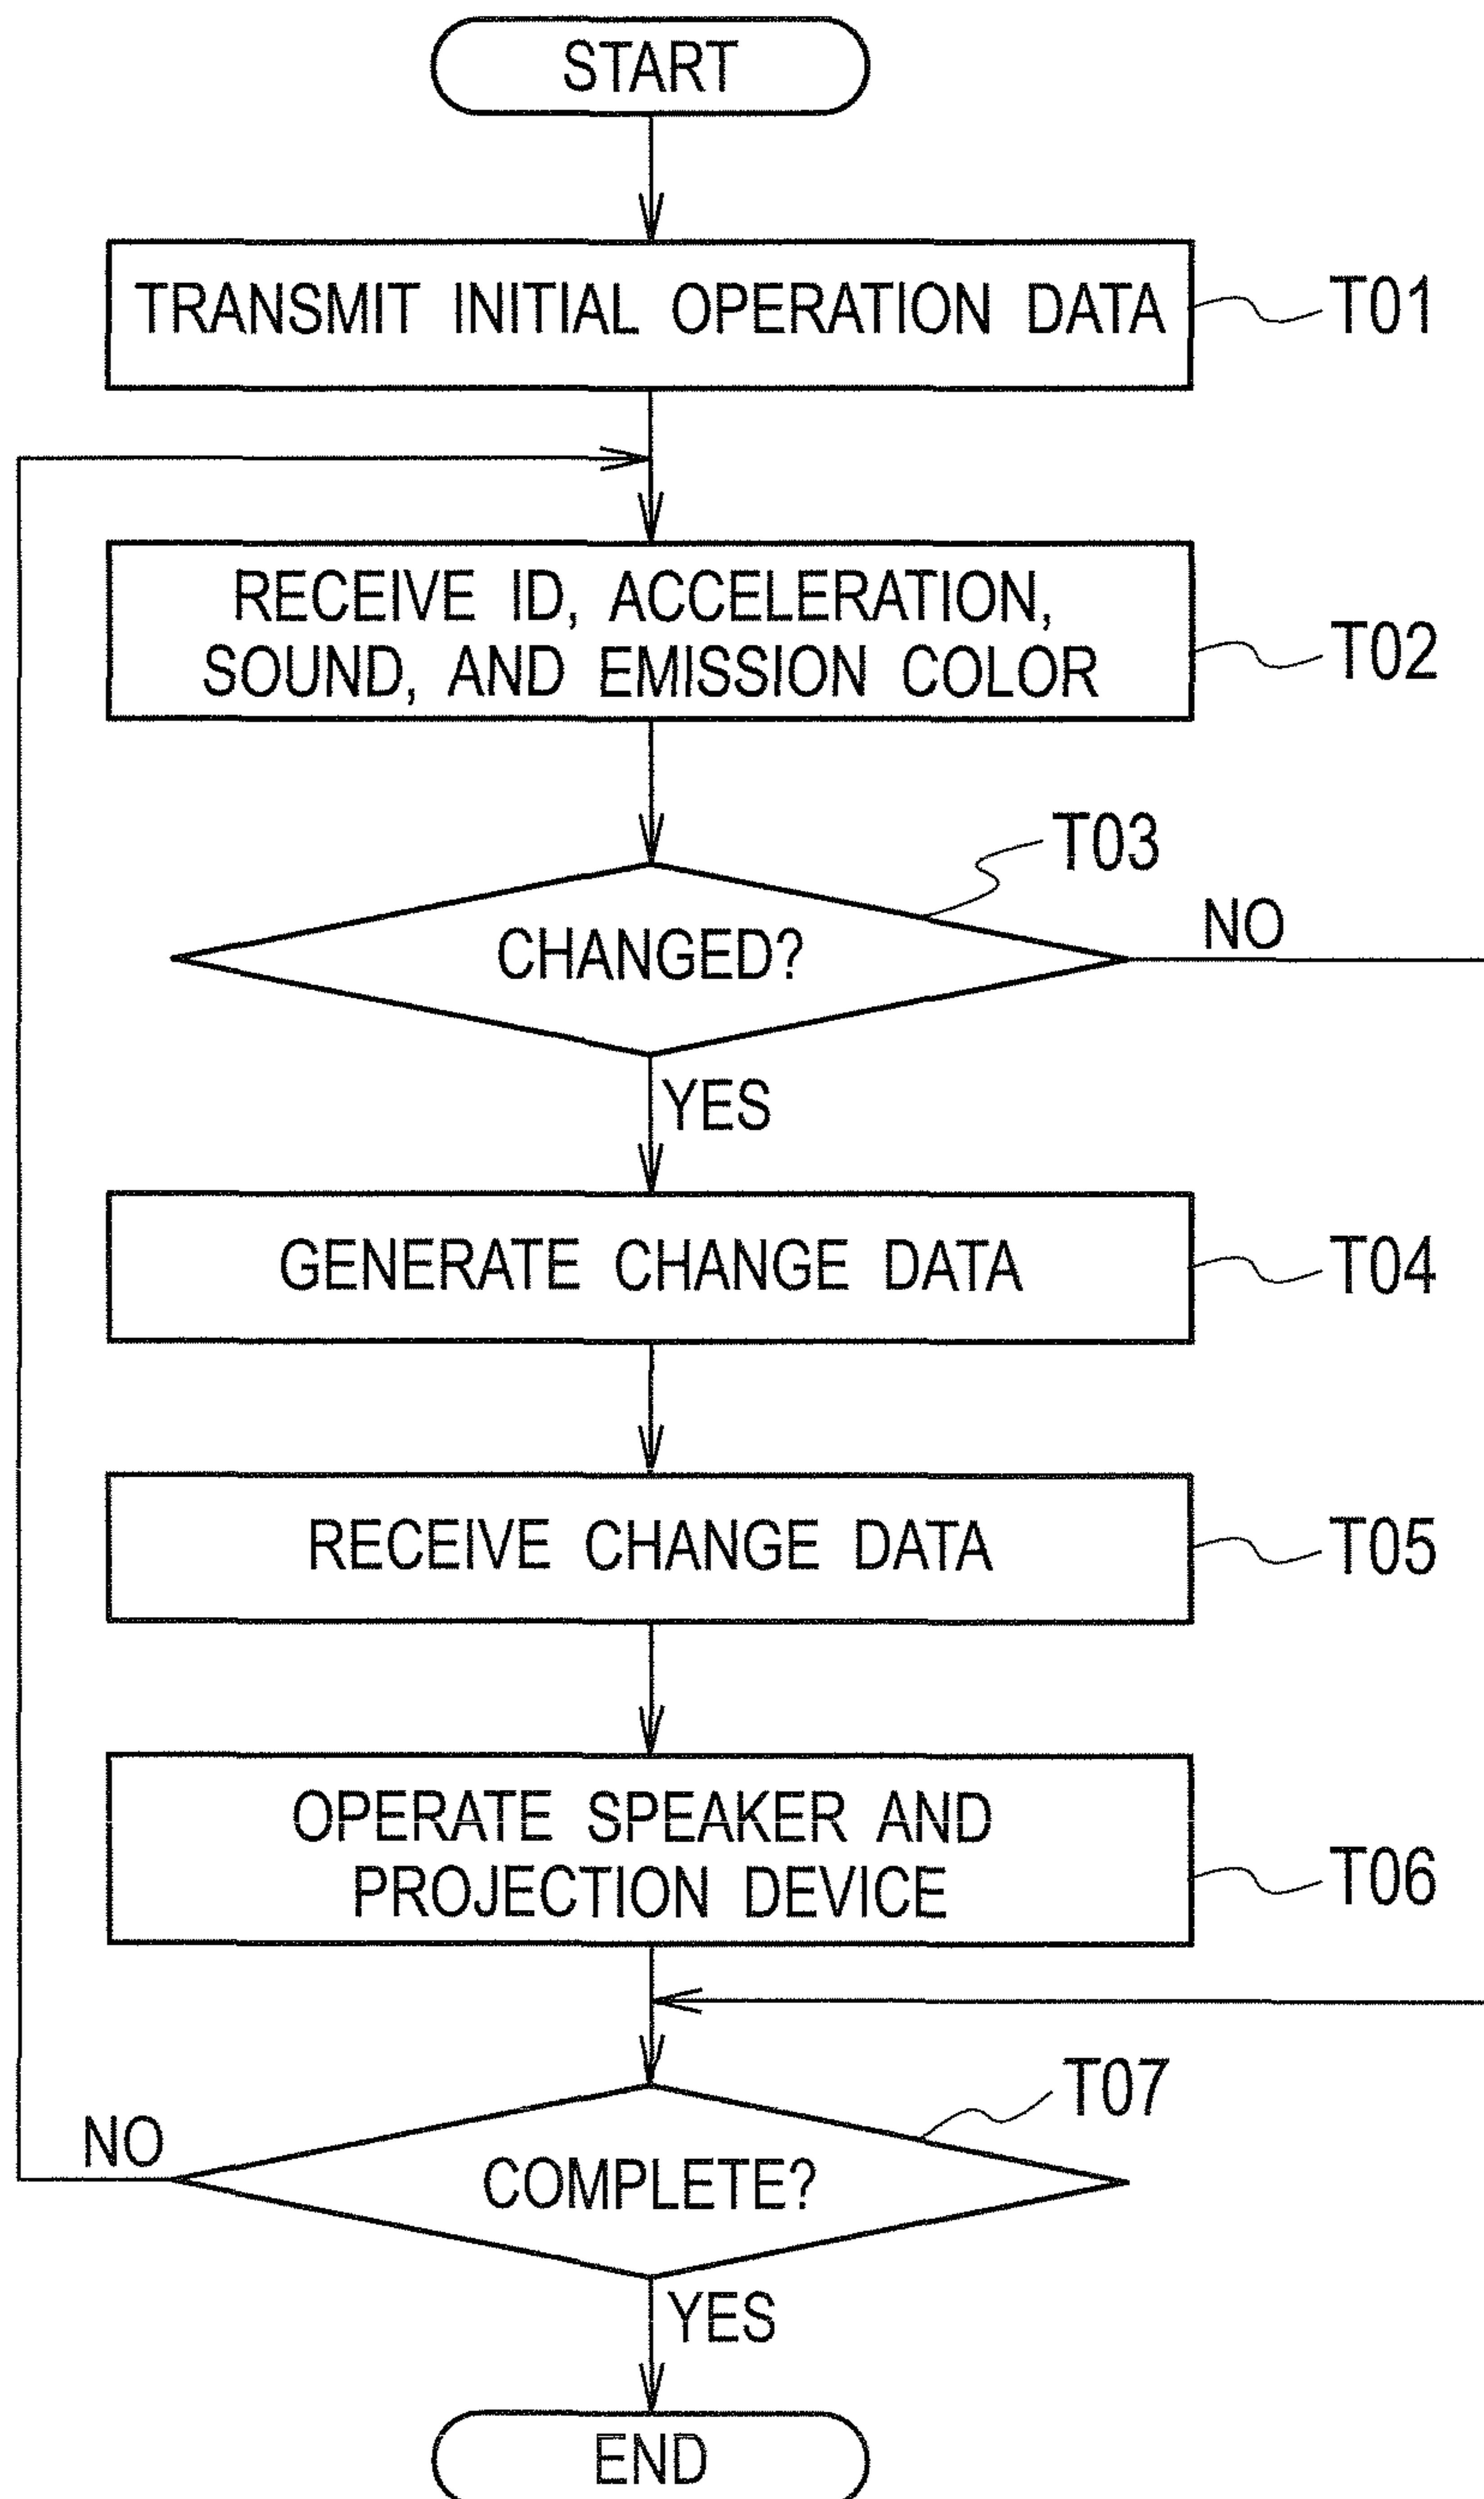 START
TRANSMIT INITIAL OPERATION DATA
T01
RECEIVE ID, ACCELERATION,
SOUND, AND EMISSION COLOR
T02
T03
CHANGED?
NO
YES
GENERATE CHANGE DATA
T04
RECEIVE CHANGE DATA
T05
OPERATE SPEAKER AND
PROJECTION DEVICE
T06
T07
NO
COMPLETE?
YES
END